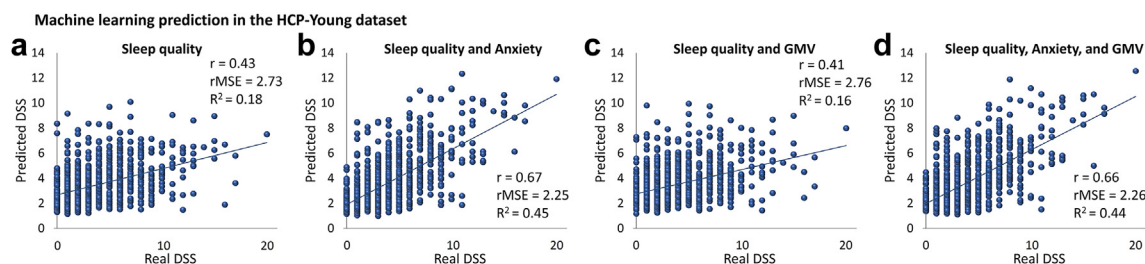 Machine learning prediction in the HCP-Young dataset
a
Sleep quality
r = 0.43
rMSE = 2.73
R² = 0.18
Predicted DSS
14
12
10
8
6
4
2
0
0 10 20
Real DSS
b
Sleep quality and Anxiety
r = 0.67
rMSE = 2.25
R² = 0.45
Predicted DSS
14
12
10
8
6
4
2
0
0 10 20
Real DSS
c
Sleep quality and GMV
r = 0.41
rMSE = 2.76
R² = 0.16
Predicted DSS
14
12
10
8
6
4
2
0
0 10 20
Real DSS
d
Sleep quality, Anxiety, and GMV
r = 0.66
rMSE = 2.26
R² = 0.44
Predicted DSS
14
12
10
8
6
4
2
0
0 10 20
Real DSS